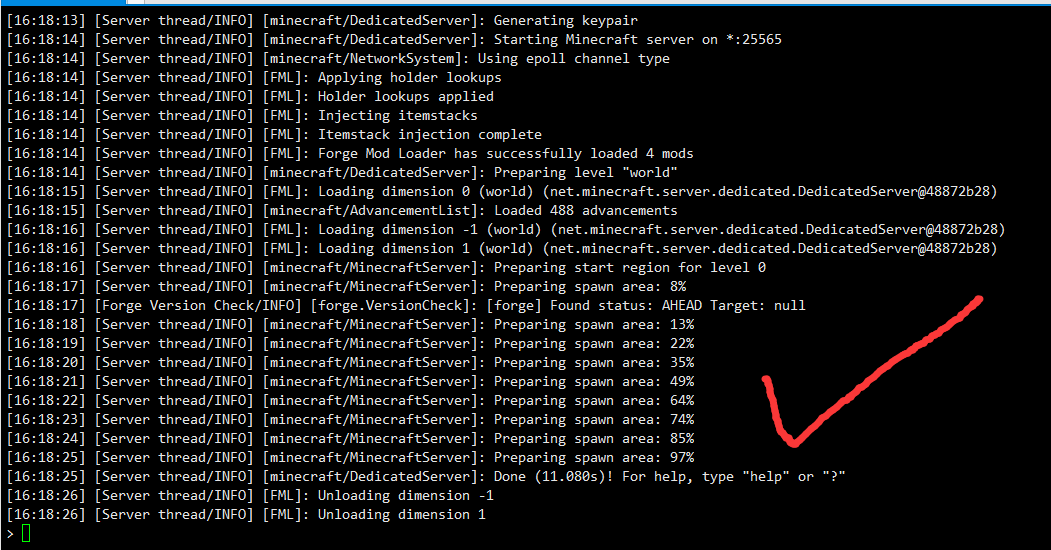 [16:18:13] [Server thread/INFO] [minecraft/DedicatedServer]: Generating keypair
[16:18:14] [Server thread/INFO] [minecraft/DedicatedServer]: Starting Minecraft server on *:25565
[16:18:14] [Server thread/INFO] [minecraft/NetworkSystem]: Using epoll channel type
[16:18:14] [Server thread/INFO] [FML]: Applying holder lookups
[16:18:14] [Server thread/INFO] [FML]: Holder lookups applied
[16:18:14] [Server thread/INFO] [FML]: Injecting itemstacks
[16:18:14] [Server thread/INFO] [FML]: Itemstack injection complete
[16:18:14] [Server thread/INFO] [FML]: Forge Mod Loader has successfully loaded 4 mods
[16:18:14] [Server thread/INFO] [minecraft/DedicatedServer]: Preparing level "world"
[16:18:15] [Server thread/INFO] [FML]: Loading dimension 0 (world) (net.minecraft.server.dedicated.DedicatedServer@48872b28)
[16:18:15] [Server thread/INFO] [minecraft/AdvancementList]: Loaded 488 advancements
[16:18:16] [Server thread/INFO] [FML]: Loading dimension -1 (world) (net.minecraft.server.dedicated.DedicatedServer@48872b28)
[16:18:16] [Server thread/INFO] [FML]: Loading dimension 1 (world) (net.minecraft.server.dedicated.DedicatedServer@48872b28)
[16:18:16] [Server thread/INFO] [minecraft/MinecraftServer]: Preparing start region for level 0
[16:18:17] [Server thread/INFO] [minecraft/MinecraftServer]: Preparing spawn area: 8%
[16:18:17] [Forge Version Check/INFO] [forge.VersionCheck]: [forge] Found status: AHEAD Target: null
[16:18:18] [Server thread/INFO] [minecraft/MinecraftServer]: Preparing spawn area: 13%
[16:18:19] [Server thread/INFO] [minecraft/MinecraftServer]: Preparing spawn area: 22%
[16:18:20] [Server thread/INFO] [minecraft/MinecraftServer]: Preparing spawn area: 35%
[16:18:21] [Server thread/INFO] [minecraft/MinecraftServer]: Preparing spawn area: 49%
[16:18:22] [Server thread/INFO] [minecraft/MinecraftServer]: Preparing spawn area: 64%
[16:18:23] [Server thread/INFO] [minecraft/MinecraftServer]: Preparing spawn area: 74%
[16:18:24] [Server thread/INFO] [minecraft/MinecraftServer]: Preparing spawn area: 85%
[16:18:25] [Server thread/INFO] [minecraft/MinecraftServer]: Preparing spawn area: 97%
[16:18:25] [Server thread/INFO] [minecraft/DedicatedServer]: Done (11.080s)! For help, type "help" or "?"
[16:18:26] [Server thread/INFO] [FML]: Unloading dimension -1
[16:18:26] [Server thread/INFO] [FML]: Unloading dimension 1
>